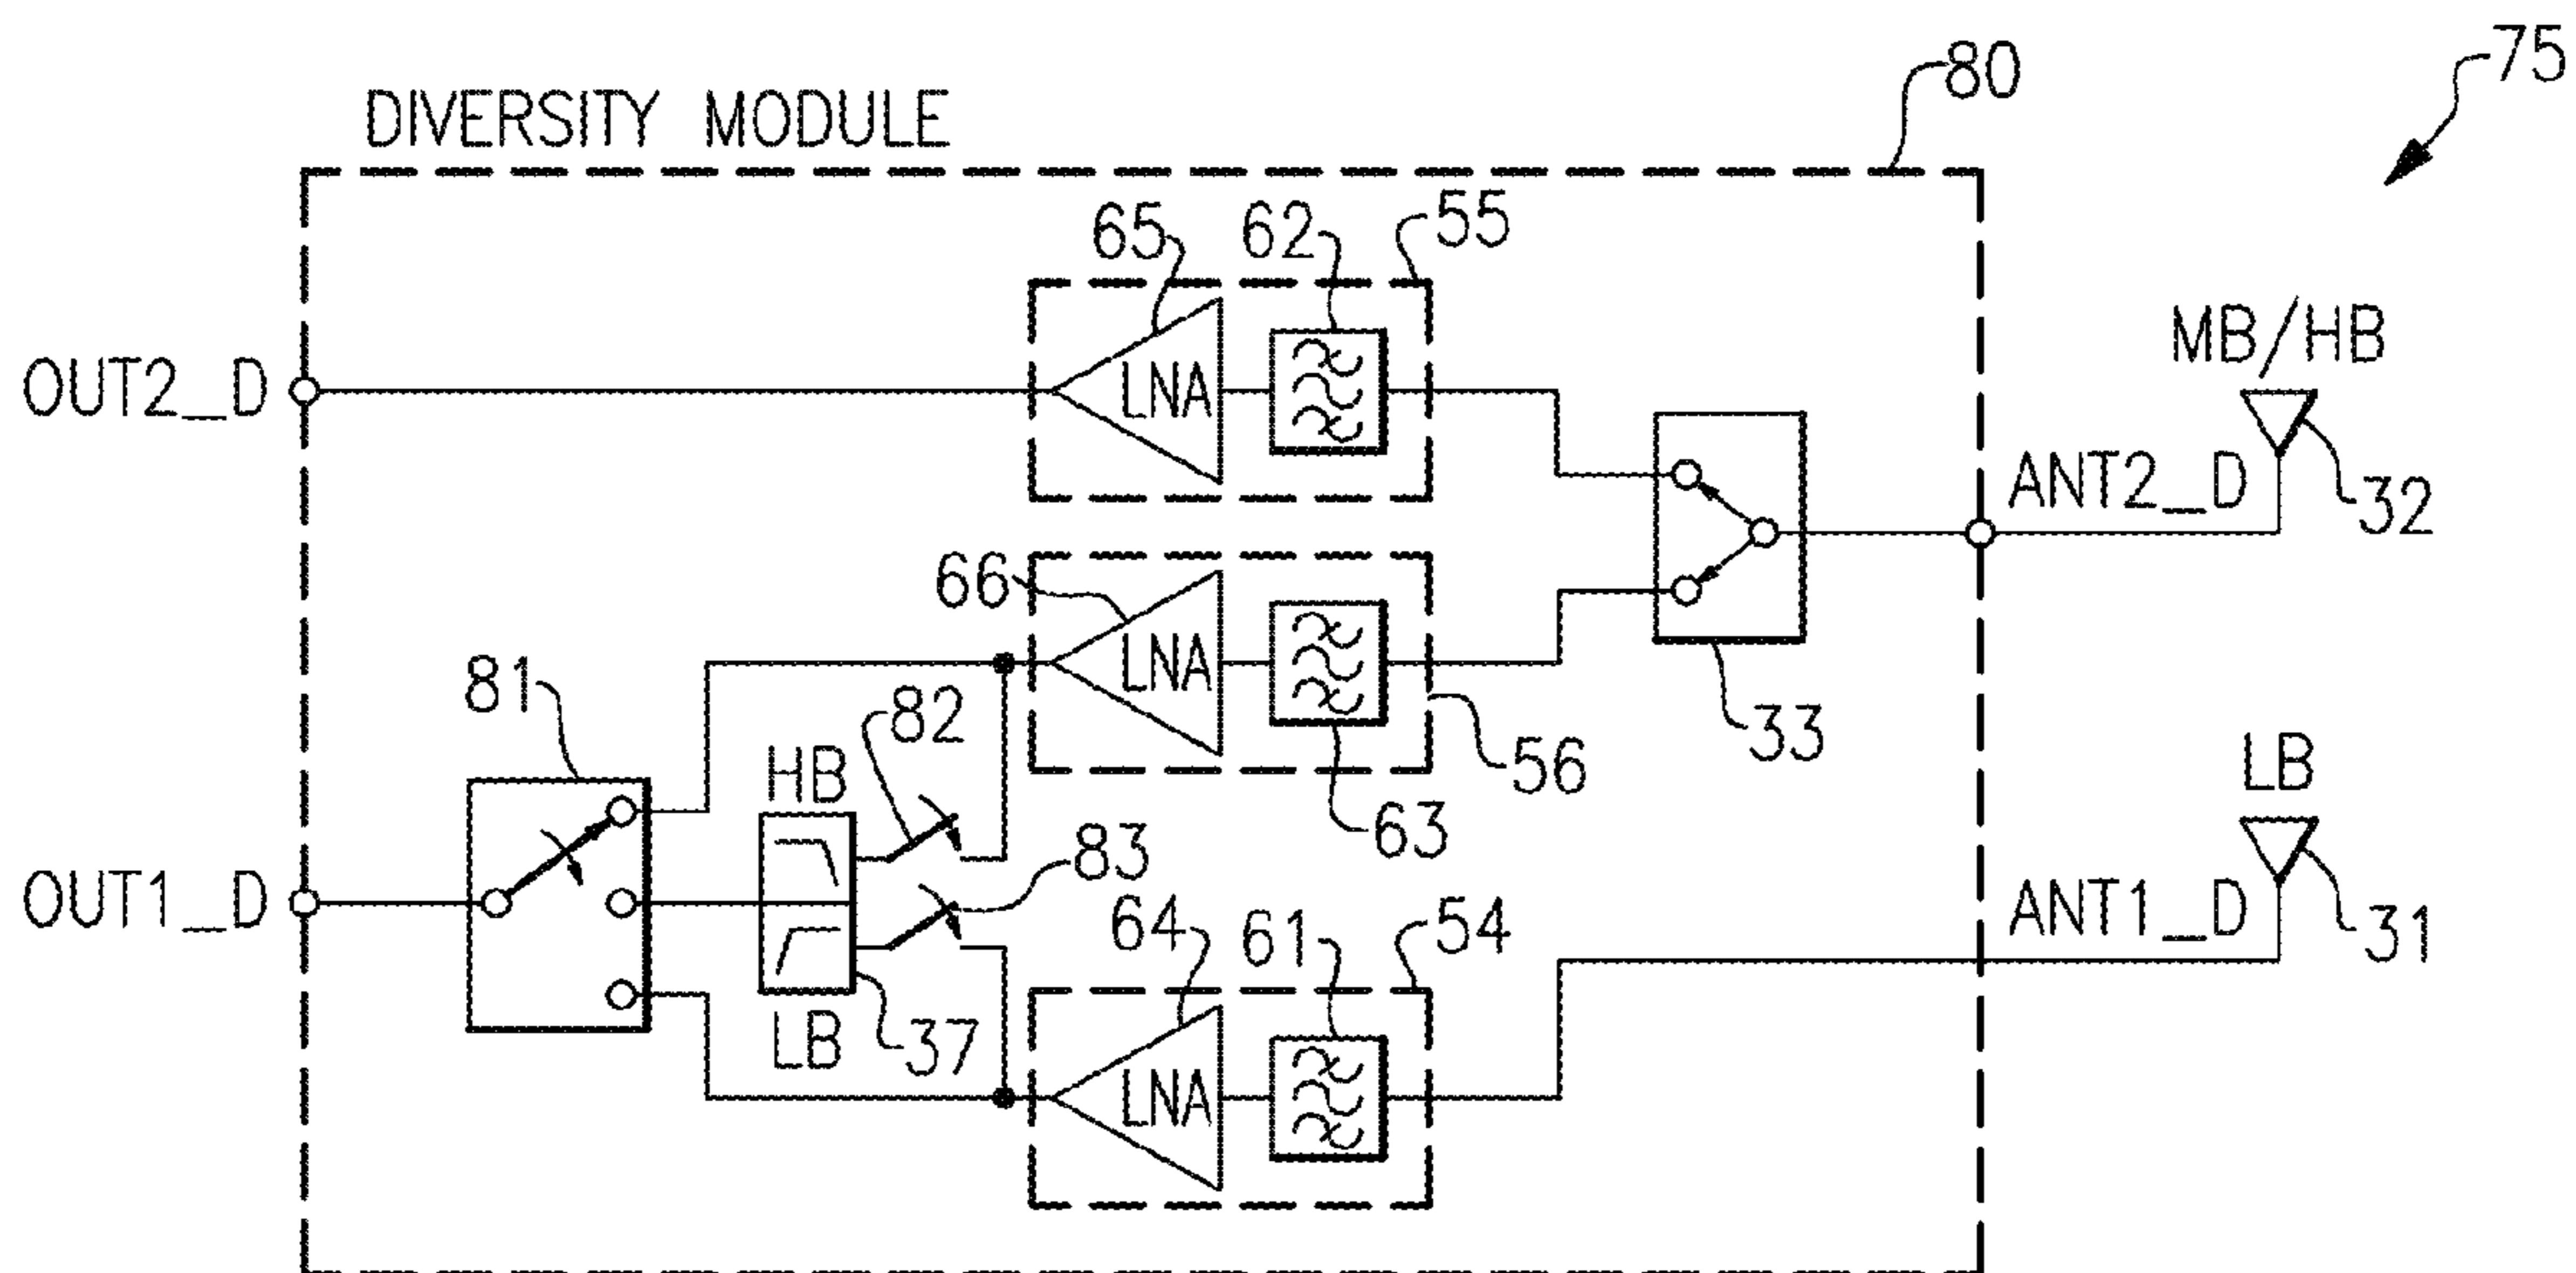 75
80
DIVERSITY MODULE
65
62
55
MB/HB
OUT2_D
LNA
ANT2_D
32
66
LNA
81
82
33
56
LB
HB
63
83
OUT1_D
64
61
54
ANT1_D
31
LB
37
LNA